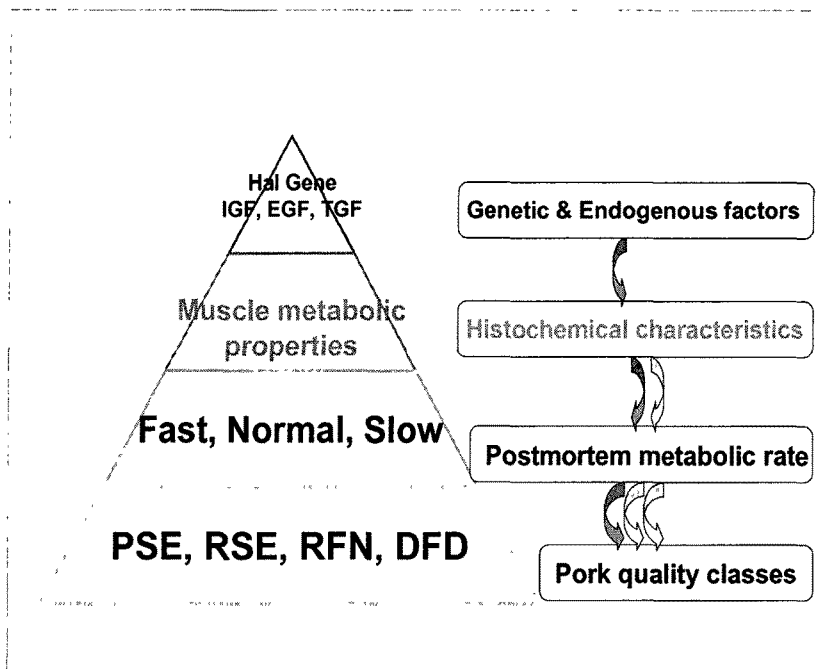 Hal Gene
IGF, EGF, TGF
Genetic & Endogenous factors
Muscle metabolic
properties
Histochemical characteristics
Fast, Normal, Slow
Postmortem metabolic rate
PSE, RSE, RFN, DFD
Pork quality classes